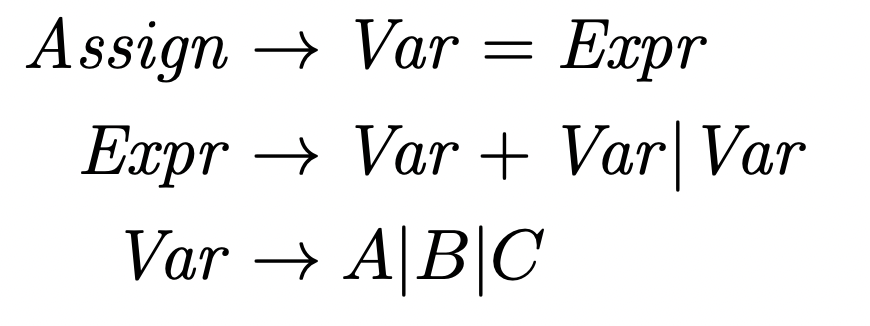 Assign → Var = Expr
Expr → Var + Var | Var
Var → A|B|C